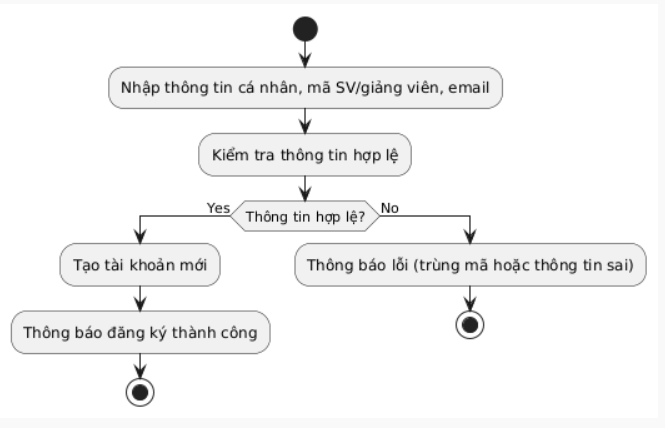 Nhập thông tin cá nhân, mã SV/giảng viên, email
Kiểm tra thông tin hợp lệ
Yes
Thông tin hợp lệ?
No
Tạo tài khoản mới
Thông báo lỗi (trùng mã hoặc thông tin sai)
Thông báo đăng ký thành công